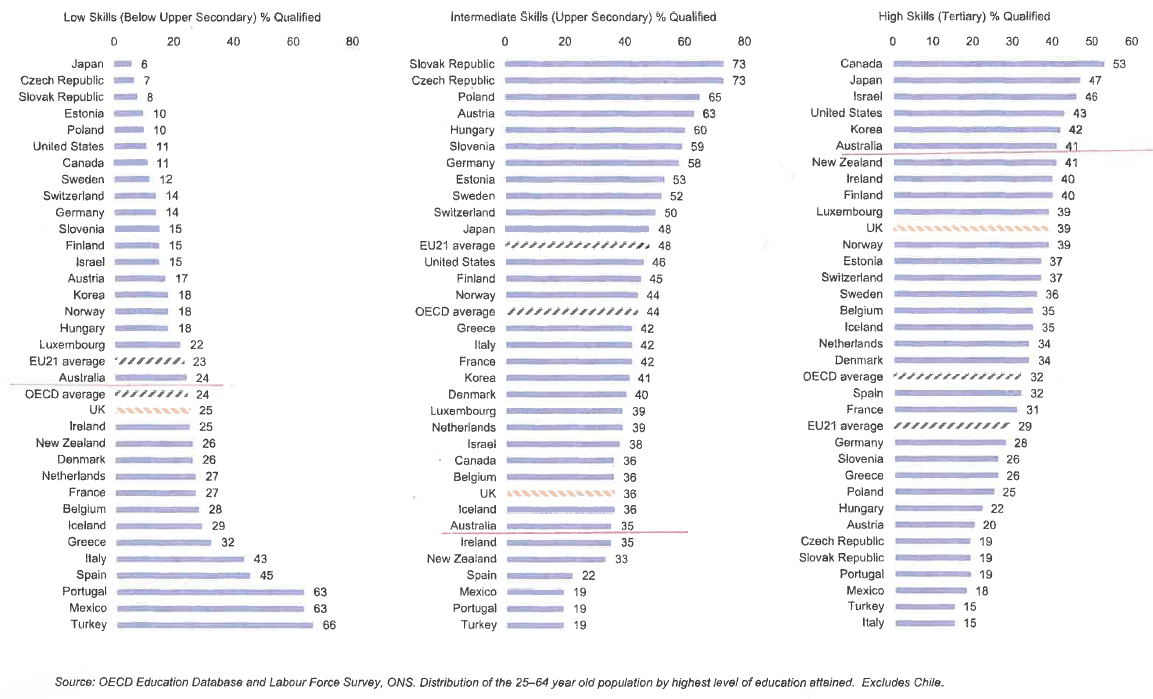 Low Skills (Below Upper Secondary) % Qualified
0 20 40 60 80
Japan 6
Czech Republic 7
Slovak Republic 8
Estonia 10
Poland 10
United States 11
Canada 11
Sweden 12
Switzerland 14
Germany 14
Slovenia 15
Finland 15
Israel 15
Austria 17
Korea 18
Norway 18
Hungary 18
Luxembourg 22
EU21 average 23
Australia 24
OECD average 24
UK 25
Ireland 25
New Zealand 26
Denmark 26
Netherlands 27
France 27
Belgium 28
Iceland 29
Greece 32
Italy 43
Spain 45
Portugal 63
Mexico 63
Turkey 66
Intermediate Skills (Upper Secondary) % Qualified
0 20 40 60 80
Slovak Republic 73
Czech Republic 73
Poland 65
Austria 63
Hungary 60
Slovenia 59
Germany 58
Estonia 53
Sweden 52
Switzerland 50
Japan 48
EU21 average 48
United States 46
Finland 45
Norway 44
OECD average 44
Greece 42
Italy 42
France 42
Korea 41
Denmark 40
Luxembourg 39
Netherlands 39
Israel 38
Canada 36
Belgium 36
UK 36
Iceland 36
Australia 35
Ireland 35
New Zealand 33
Spain 22
Mexico 19
Portugal 19
Turkey 19
High Skills (Tertiary) % Qualified
0 10 20 30 40 50 60
Canada 53
Japan 47
Israel 46
United States 43
Korea 42
Australia 41
New Zealand 41
Ireland 40
Finland 40
Luxembourg 39
UK 39
Norway 39
Estonia 37
Switzerland 37
Sweden 36
Belgium 35
Iceland 35
Netherlands 34
Denmark 34
OECD average 32
Spain 32
France 31
EU21 average 29
Germany 28
Slovenia 26
Greece 26
Poland 25
Hungary 22
Austria 20
Czech Republic 19
Slovak Republic 19
Portugal 19
Mexico 18
Turkey 15
Italy 15
Source: OECD Education Database and Labour Force Survey, ONS. Distribution of the 25–64 year old population by highest level of education attained. Excludes Chile.